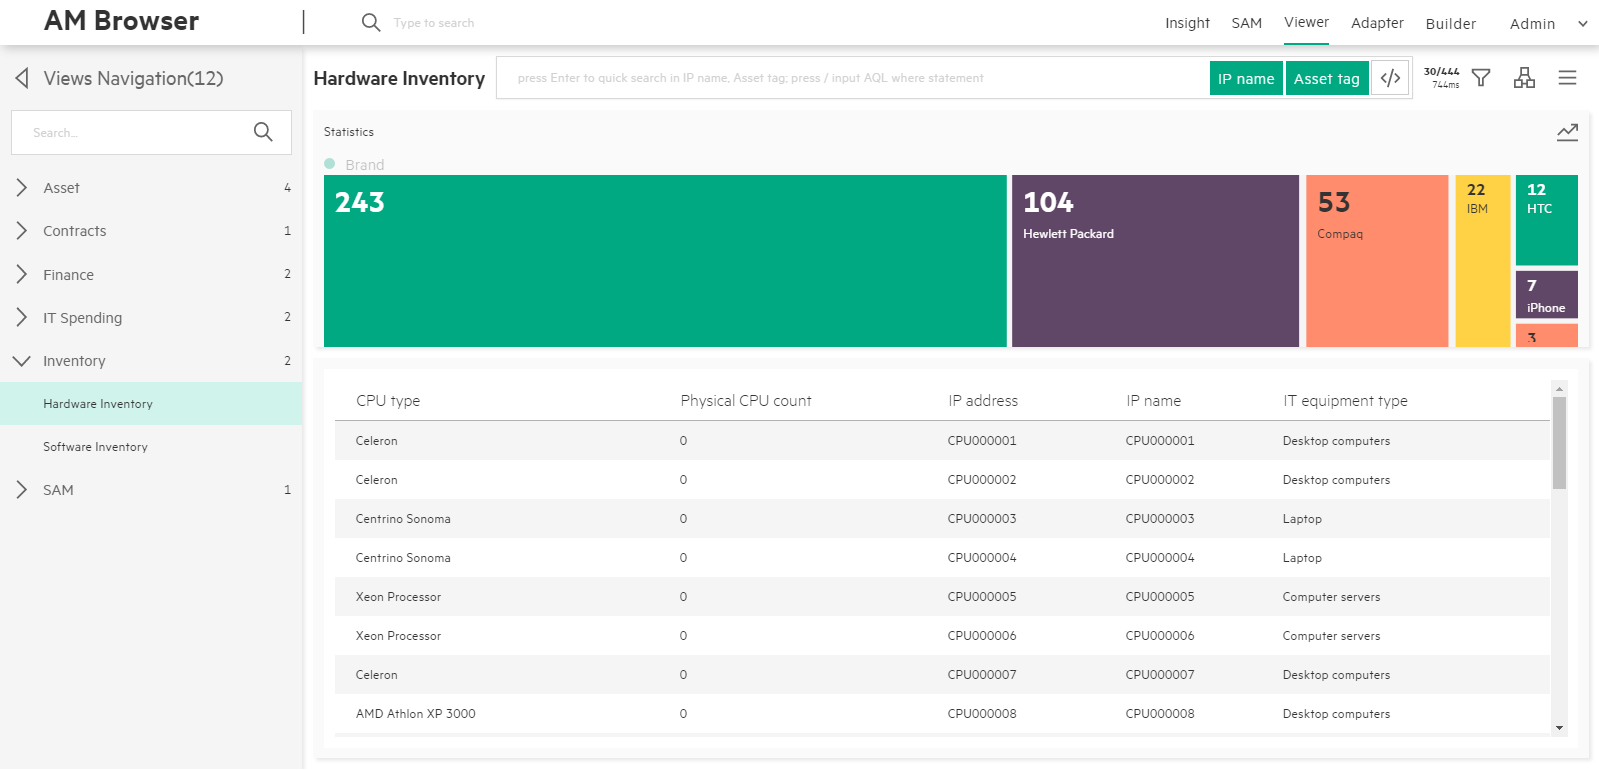 AM Browser
Type to search
Insight SAM Viewer Adapter Builder Admin
Views Navigation(12)
Search...
Asset 4
Contracts 1
Finance 2
IT Spending 2
Inventory 2
Hardware Inventory
Software Inventory
SAM 1
Hardware Inventory
press Enter to quick search in IP name, Asset tag; press / input AQL where statement
IP name Asset tag </>
30/444
744ms
Statistics
Brand
243
104
Hewlett Packard
53
Compaq
22
IBM
12
HTC
7
iPhone
3
CPU type Physical CPU count IP address IP name IT equipment type
Celeron 0 CPU000001 CPU000001 Desktop computers
Celeron 0 CPU000002 CPU000002 Desktop computers
Centrino Sonoma 0 CPU000003 CPU000003 Laptop
Centrino Sonoma 0 CPU000004 CPU000004 Laptop
Xeon Processor 0 CPU000005 CPU000005 Computer servers
Xeon Processor 0 CPU000006 CPU000006 Computer servers
Celeron 0 CPU000007 CPU000007 Desktop computers
AMD Athlon XP 3000 0 CPU000008 CPU000008 Desktop computers